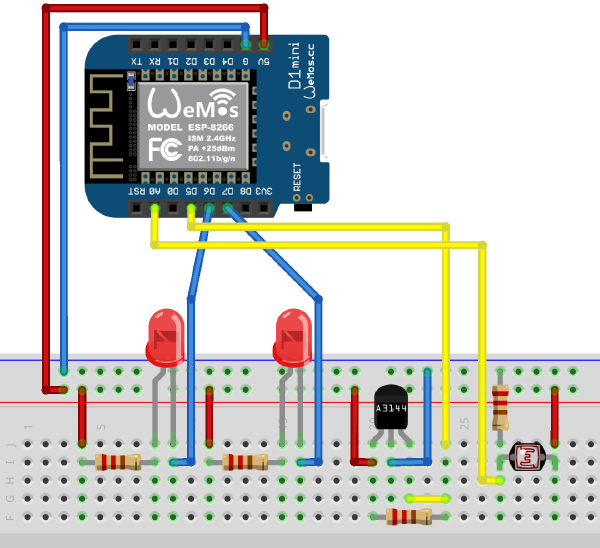 TX RX D1 D2 D3 D4 G 5V
D1 mini
WeMos.cc
WeMos
MODEL ESP-8266
FC
ISM 2.4GHz
PA +25dBm
802.11b/g/n
RESET
RST A0 D0 D5 D6 D7 D8 3V3
A3144
1 5 25
J J
I I
H H
G G
F F